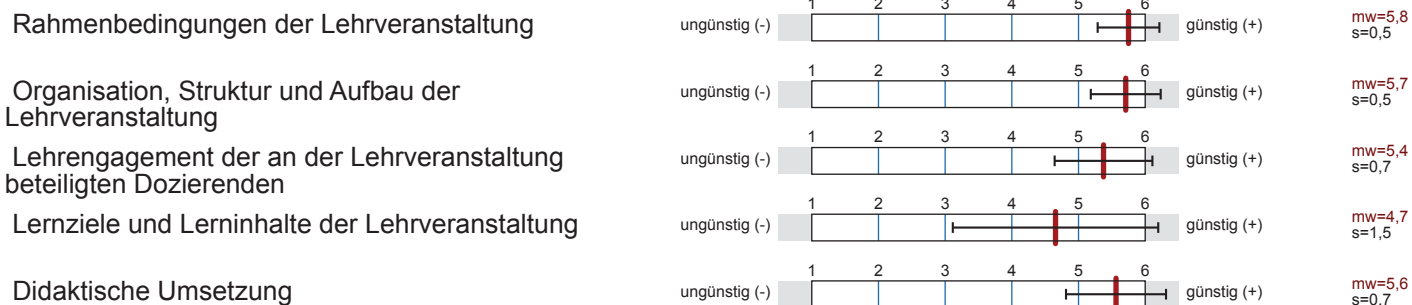 1 2 3 4 5 6
Rahmenbedingungen der Lehrveranstaltung ungünstig (-) günstig (+) mw=5,8
s=0,5
1 2 3 4 5 6
Organisation, Struktur und Aufbau der ungünstig (-) günstig (+) mw=5,7
Lehrveranstaltung s=0,5
1 2 3 4 5 6
Lehrengagement der an der Lehrveranstaltung ungünstig (-) günstig (+) mw=5,4
beteiligten Dozierenden s=0,7
1 2 3 4 5 6
Lernziele und Lerninhalte der Lehrveranstaltung ungünstig (-) günstig (+) mw=4,7
s=1,5
1 2 3 4 5 6
Didaktische Umsetzung ungünstig (-) günstig (+) mw=5,6
s=0,7